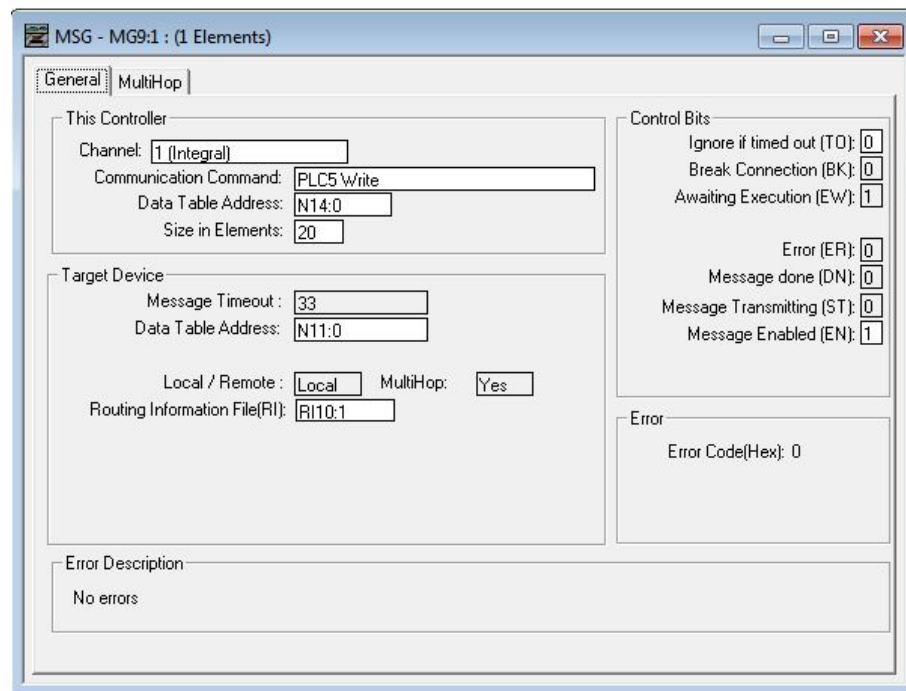 MSG - MG9:1 : (1 Elements)
General MultiHop
This Controller
Channel: 1 (Integral)
Communication Command: PLC5 Write
Data Table Address: N14:0
Size in Elements: 20
Target Device
Message Timeout : 33
Data Table Address: N11:0
Local / Remote : Local MultiHop: Yes
Routing Information File(RI): RI10:1
Control Bits
Ignore if timed out (TO): 0
Break Connection (BK): 0
Awaiting Execution (EW): 1
Error (ER): 0
Message done (DN): 0
Message Transmitting (ST): 0
Message Enabled (EN): 1
Error
Error Code(Hex): 0
Error Description
No errors